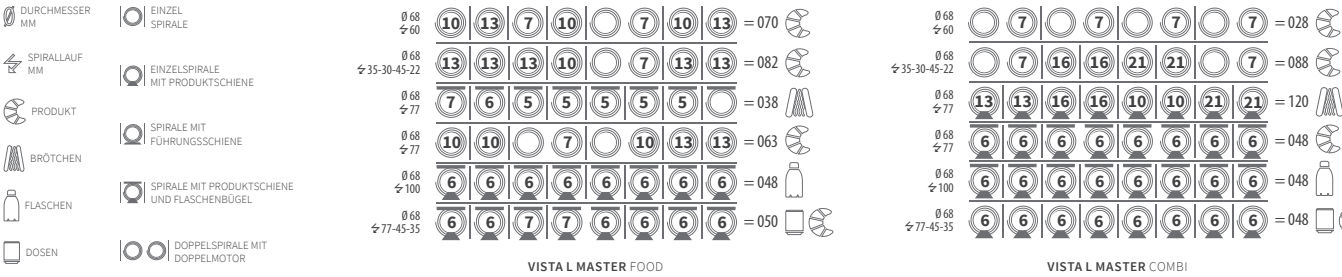 DURCHMESSER
MM
SPIRALLAUF
MM
PRODUKT
BRÖTCHEN
FLASCHEN
DOSEN
EINZEL
SPIRALE
EINZELSPIRALE
MIT PRODUKTSCHIENE
SPIRALE MIT
FÜHRUNGSSCHIENE
SPIRALE MIT PRODUKTSCHIENE
UND FLASCHENBÜGEL
DOPPELSPIRALE MIT
DOPPELMOTOR
Ø 68
60
10 13 7 10 7 10 13 = 070
Ø 68
35-30-45-22
13 13 13 10 7 13 13 = 082
Ø 68
77
7 6 5 5 5 5 5 = 038
Ø 68
77
10 10 7 10 13 13 = 063
Ø 68
100
6 6 6 6 6 6 6 6 = 048
Ø 68
77-45-35
6 6 7 7 6 6 6 6 = 050
VISTA L MASTER FOOD
Ø 68
60
7 7 7 7 = 028
Ø 68
35-30-45-22
7 16 16 21 21 7 = 088
Ø 68
77
13 13 16 16 10 10 21 21 = 120
Ø 68
77
6 6 6 6 6 6 6 6 = 048
Ø 68
100
6 6 6 6 6 6 6 6 = 048
Ø 68
77-45-35
6 6 6 6 6 6 6 6 = 048
VISTA L MASTER COMBI